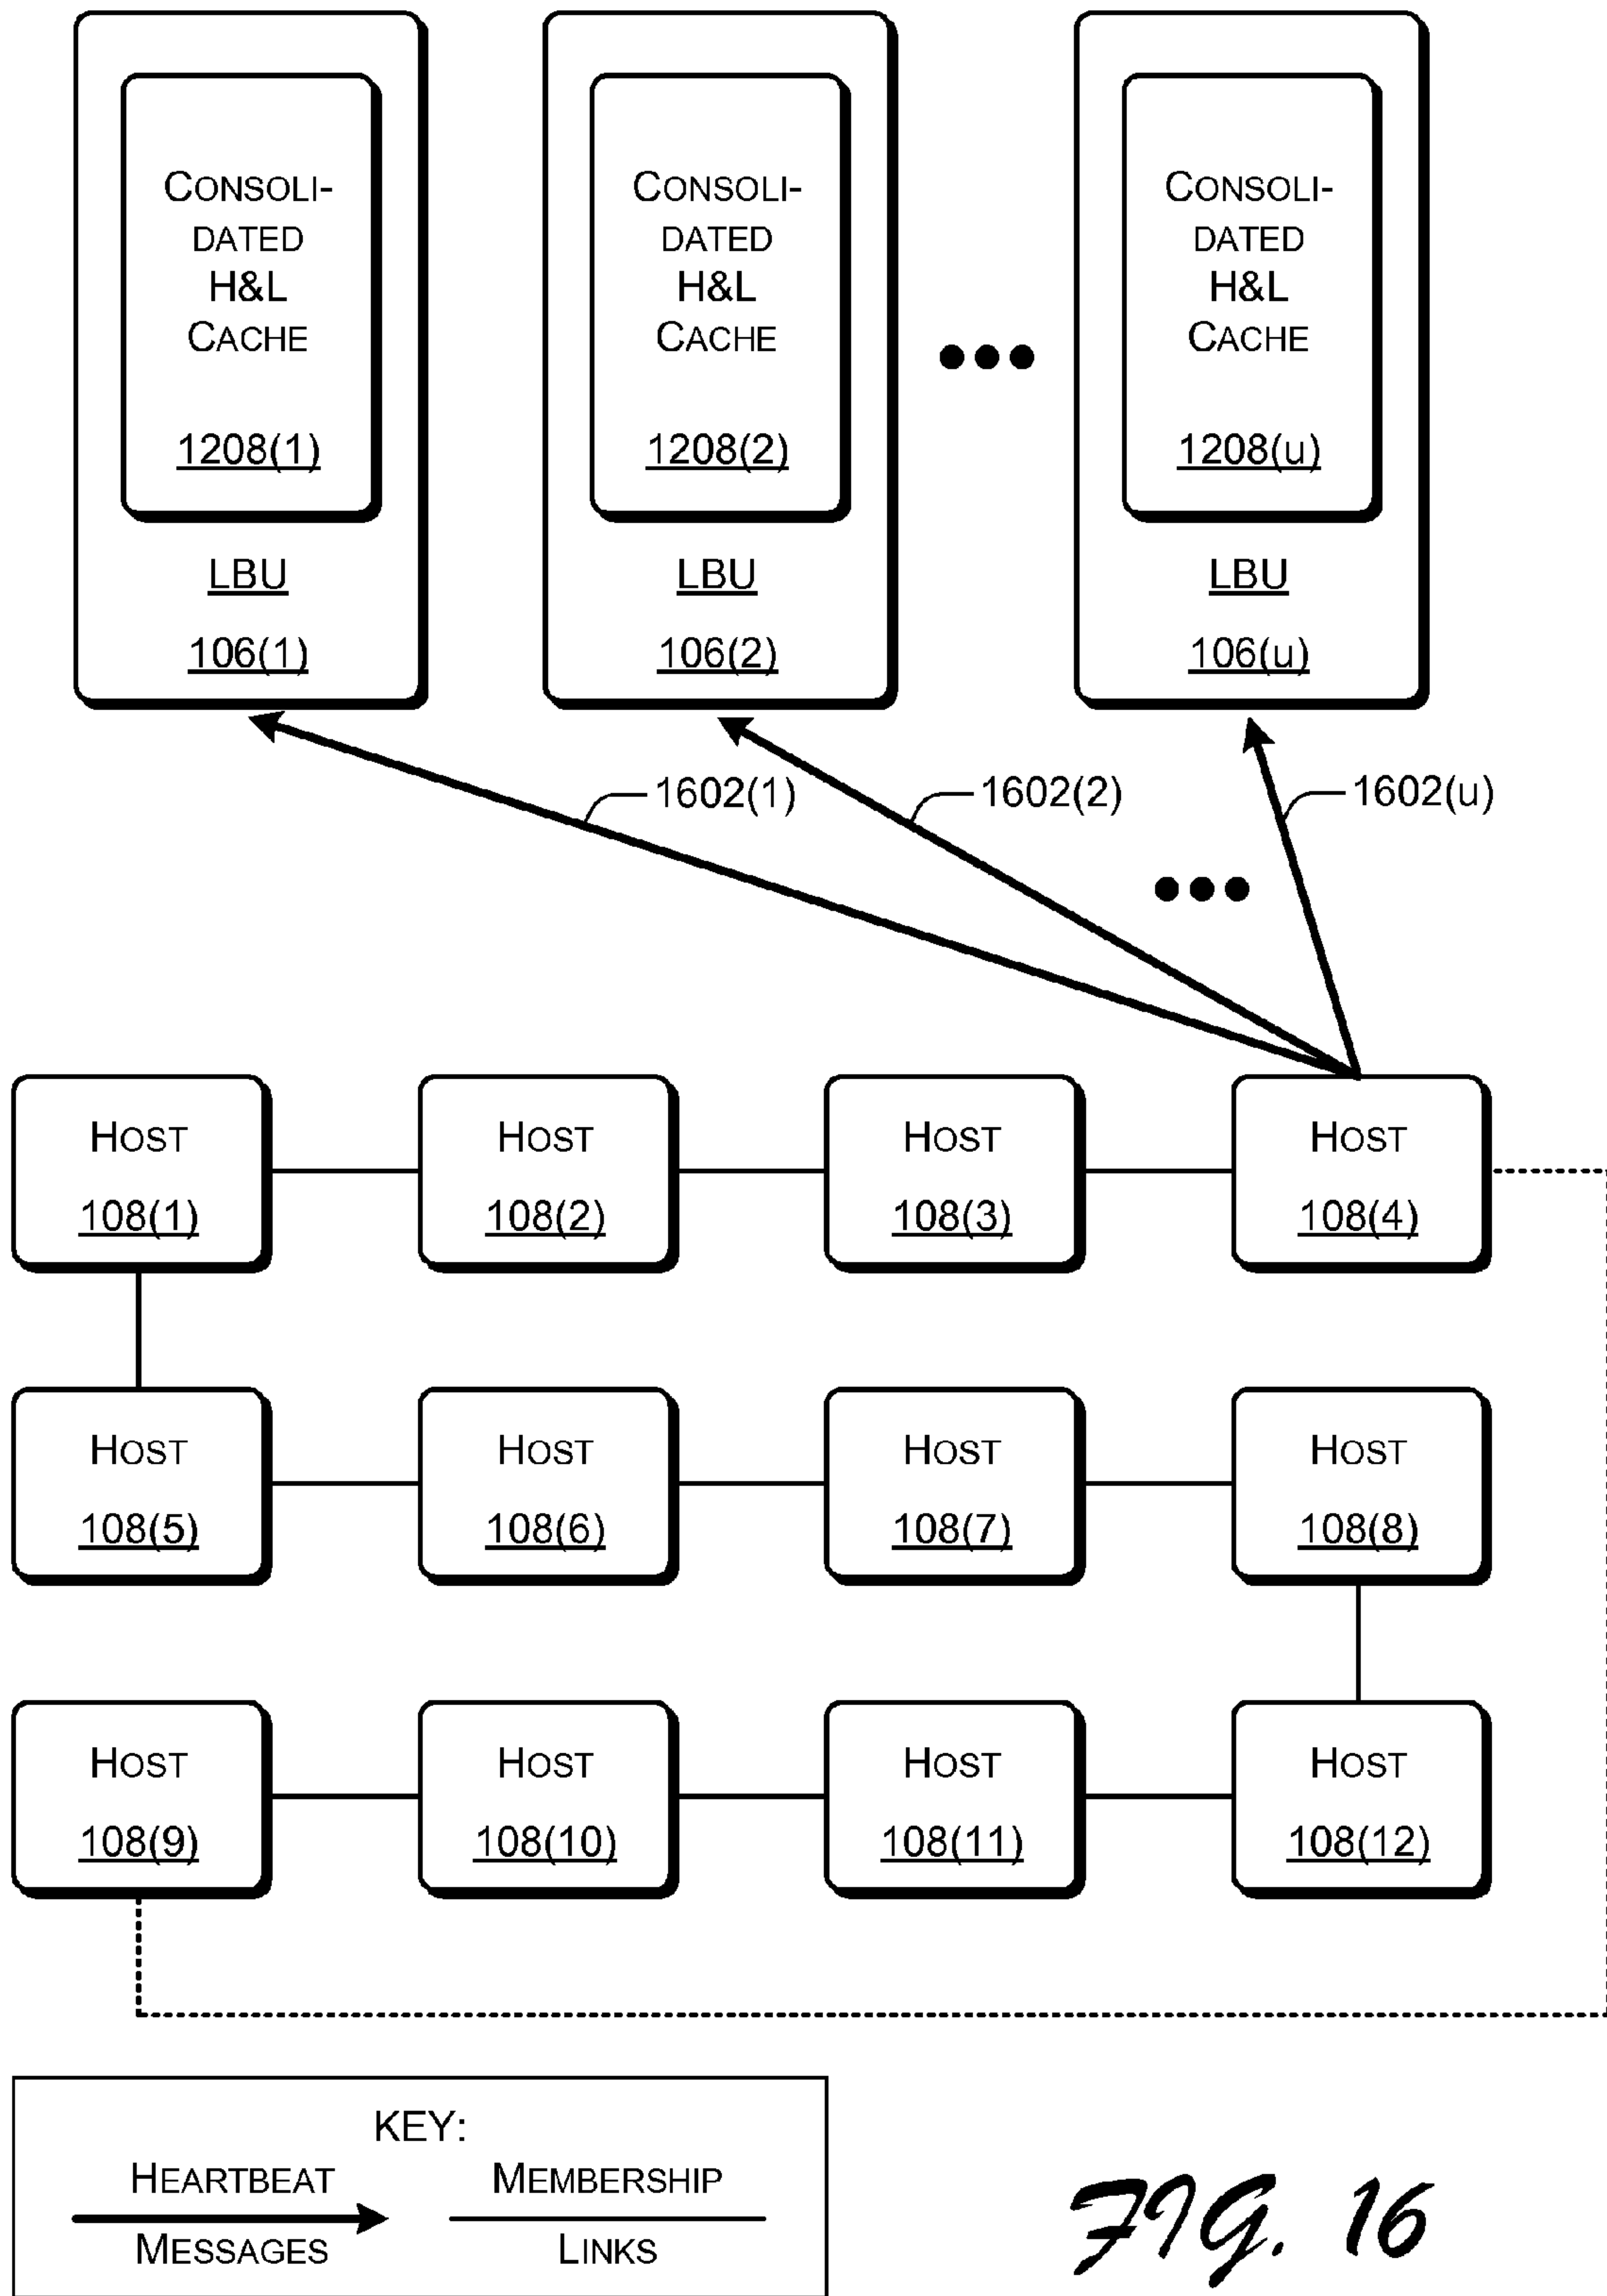 CONSOLI-
DATED
H&L
CACHE
1208(1)
LBU
106(1)
CONSOLI-
DATED
H&L
CACHE
1208(2)
LBU
106(2)
CONSOLI-
DATED
H&L
CACHE
1208(u)
LBU
106(u)
1602(1)
1602(2)
1602(u)
HOST
108(1)
HOST
108(2)
HOST
108(3)
HOST
108(4)
HOST
108(5)
HOST
108(6)
HOST
108(7)
HOST
108(8)
HOST
108(9)
HOST
108(10)
HOST
108(11)
HOST
108(12)
KEY:
HEARTBEAT
MESSAGES
MEMBERSHIP
LINKS
FIG. 16